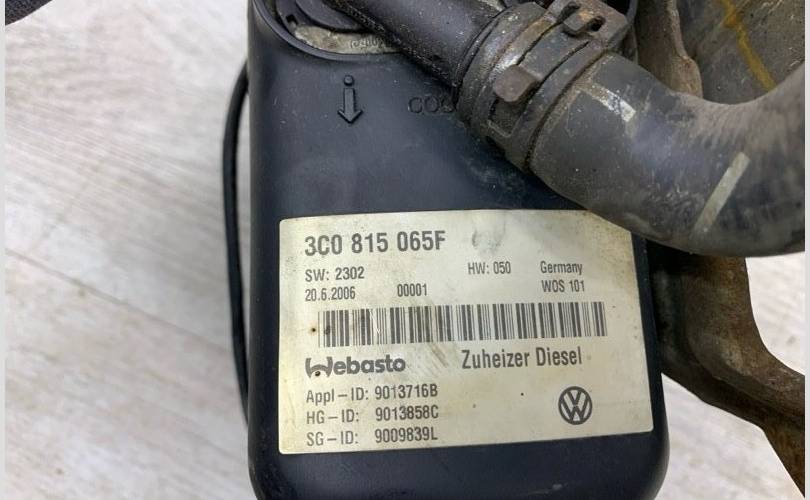 3C0 815 065F
SW: 2302 HW: 050 Germany
20.6.2006 00001 WOS 101
Webasto Zuheizer Diesel
Appl-ID: 9013716B
HG-ID: 9013858C
SG-ID: 9009839L